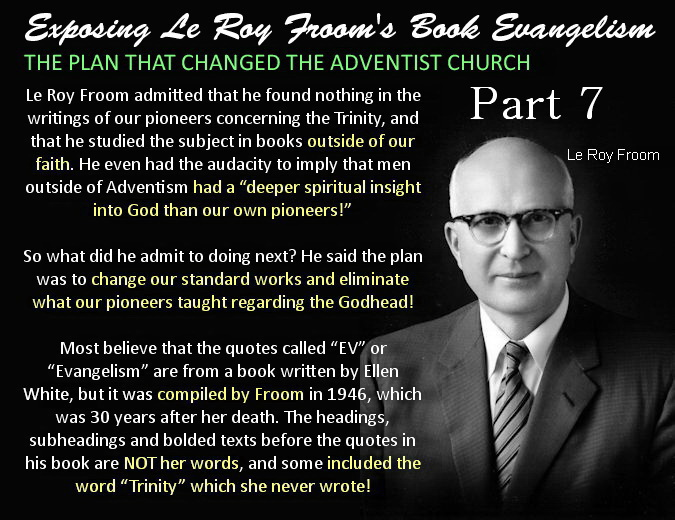 Exposing Le Roy Froom's Book Evangelism
THE PLAN THAT CHANGED THE ADVENTIST CHURCH
Part 7
Le Roy Froom
Le Roy Froom admitted that he found nothing in the
writings of our pioneers concerning the Trinity, and
that he studied the subject in books outside of our
faith. He even had the audacity to imply that men
outside of Adventism had a “deeper spiritual insight
into God than our own pioneers!”
So what did he admit to doing next? He said the plan
was to change our standard works and eliminate
what our pioneers taught regarding the Godhead!
Most believe that the quotes called “EV” or
“Evangelism” are from a book written by Ellen
White, but it was compiled by Froom in 1946, which
was 30 years after her death. The headings,
subheadings and bolded texts before the quotes in
his book are NOT her words, and some included the
word “Trinity” which she never wrote!